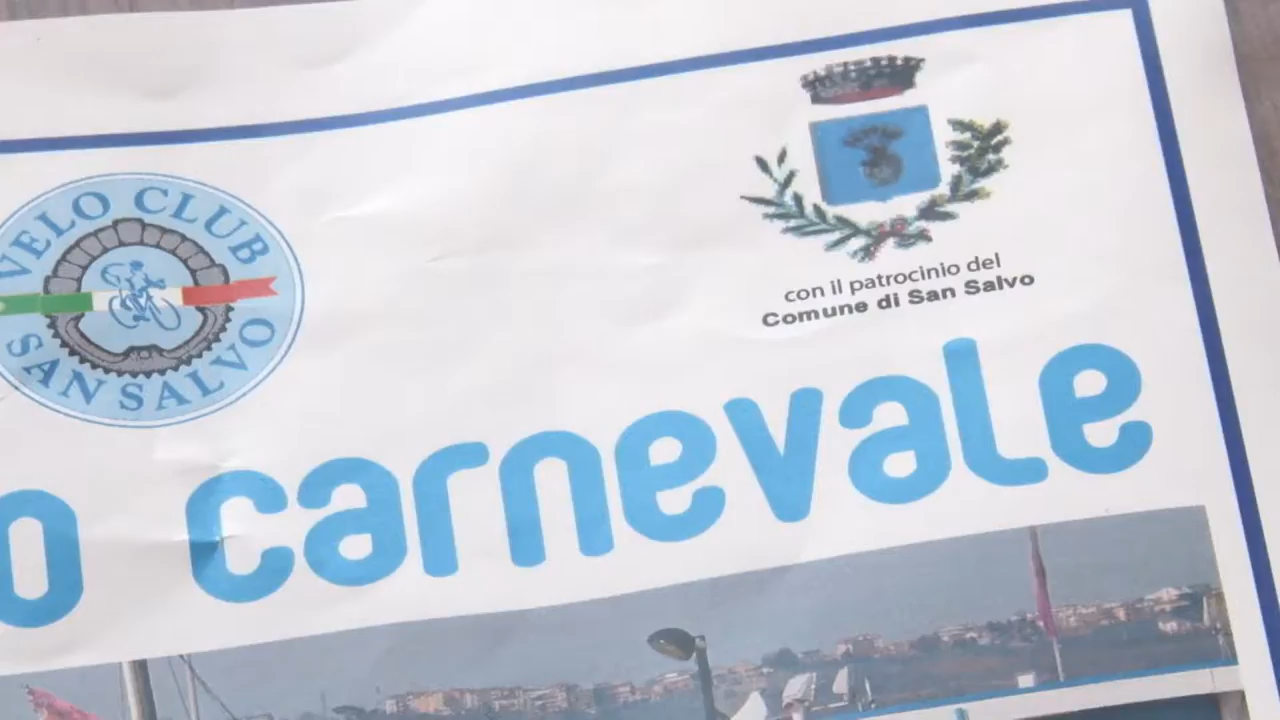 VELO CLUB
SAN SALVO
con il patrocinio del
Comune di San Salvo
o carnevale